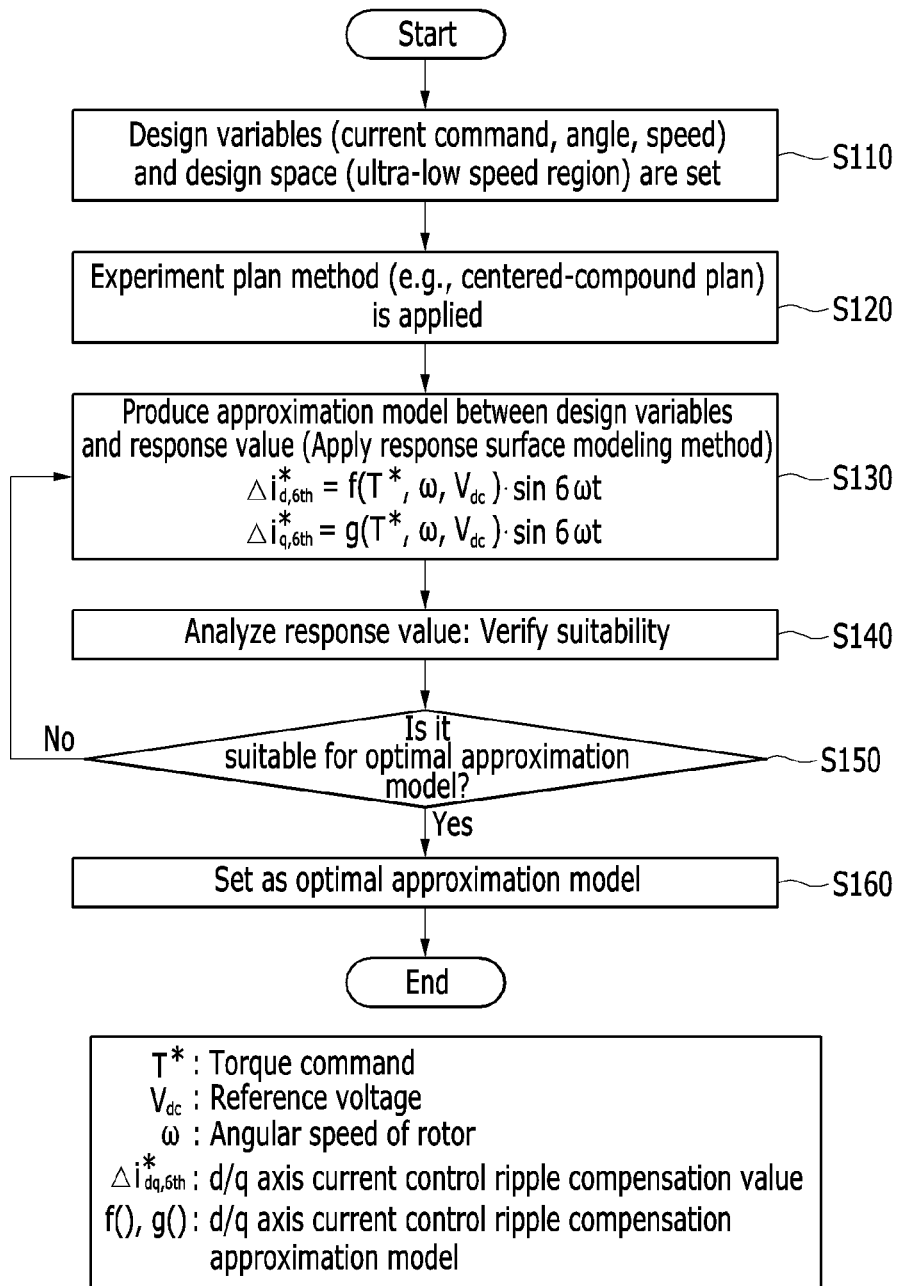 Start
Design variables (current command, angle, speed)
and design space (ultra-low speed region) are set
S110
Experiment plan method (e.g., centered-compound plan)
is applied
S120
Produce approximation model between design variables
and response value (Apply response surface modeling method)
△i*d,6th = f(T*, ω, Vdc)· sin 6ωt
△i*q,6th = g(T*, ω, Vdc)· sin 6ωt
S130
Analyze response value: Verify suitability
S140
Is it
suitable for optimal approximation
model?
S150
No
Yes
Set as optimal approximation model
S160
End
T* : Torque command
Vdc : Reference voltage
ω : Angular speed of rotor
△i*dq,6th : d/q axis current control ripple compensation value
f(), g() : d/q axis current control ripple compensation
approximation model